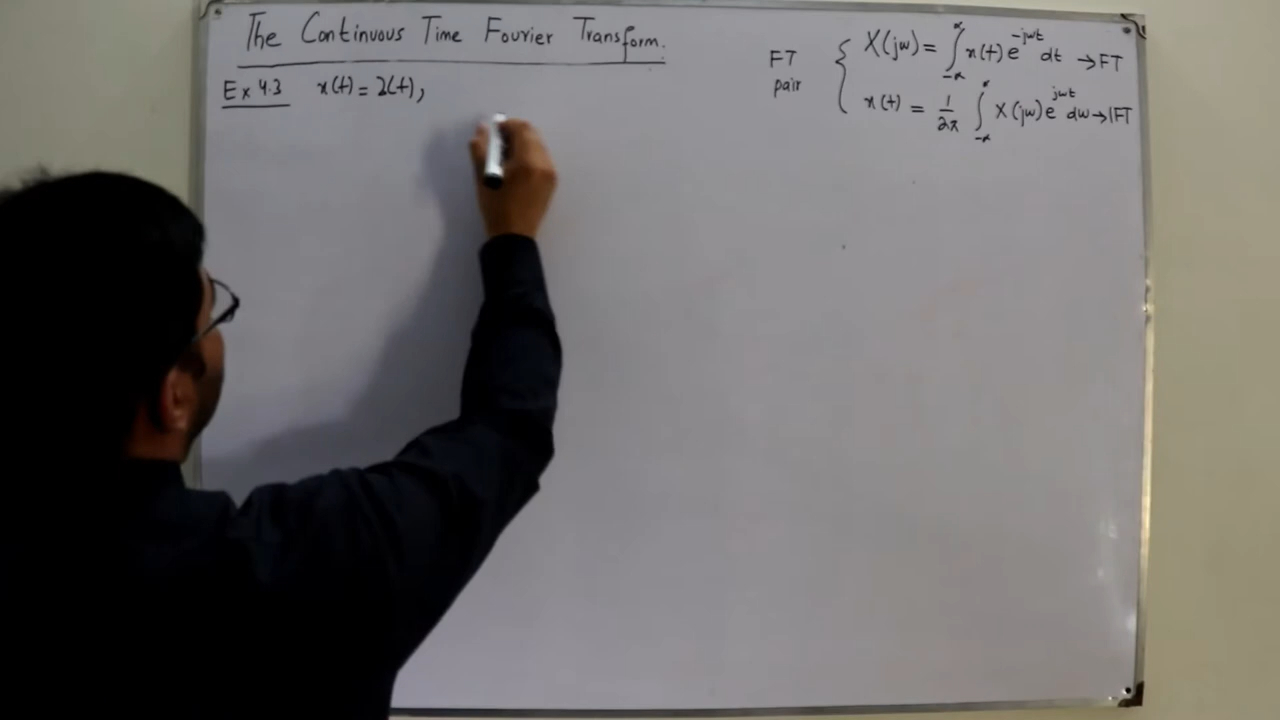 The Continuous Time Fourier Transform.
Ex 4.3 x(t) = δ(t),
FT pair
X(jω) = ∫_{-∞}^{∞} x(t) e^{-jωt} dt → FT
x(t) = 1/2π ∫_{-∞}^{∞} X(jω) e^{jωt} dω → IFT